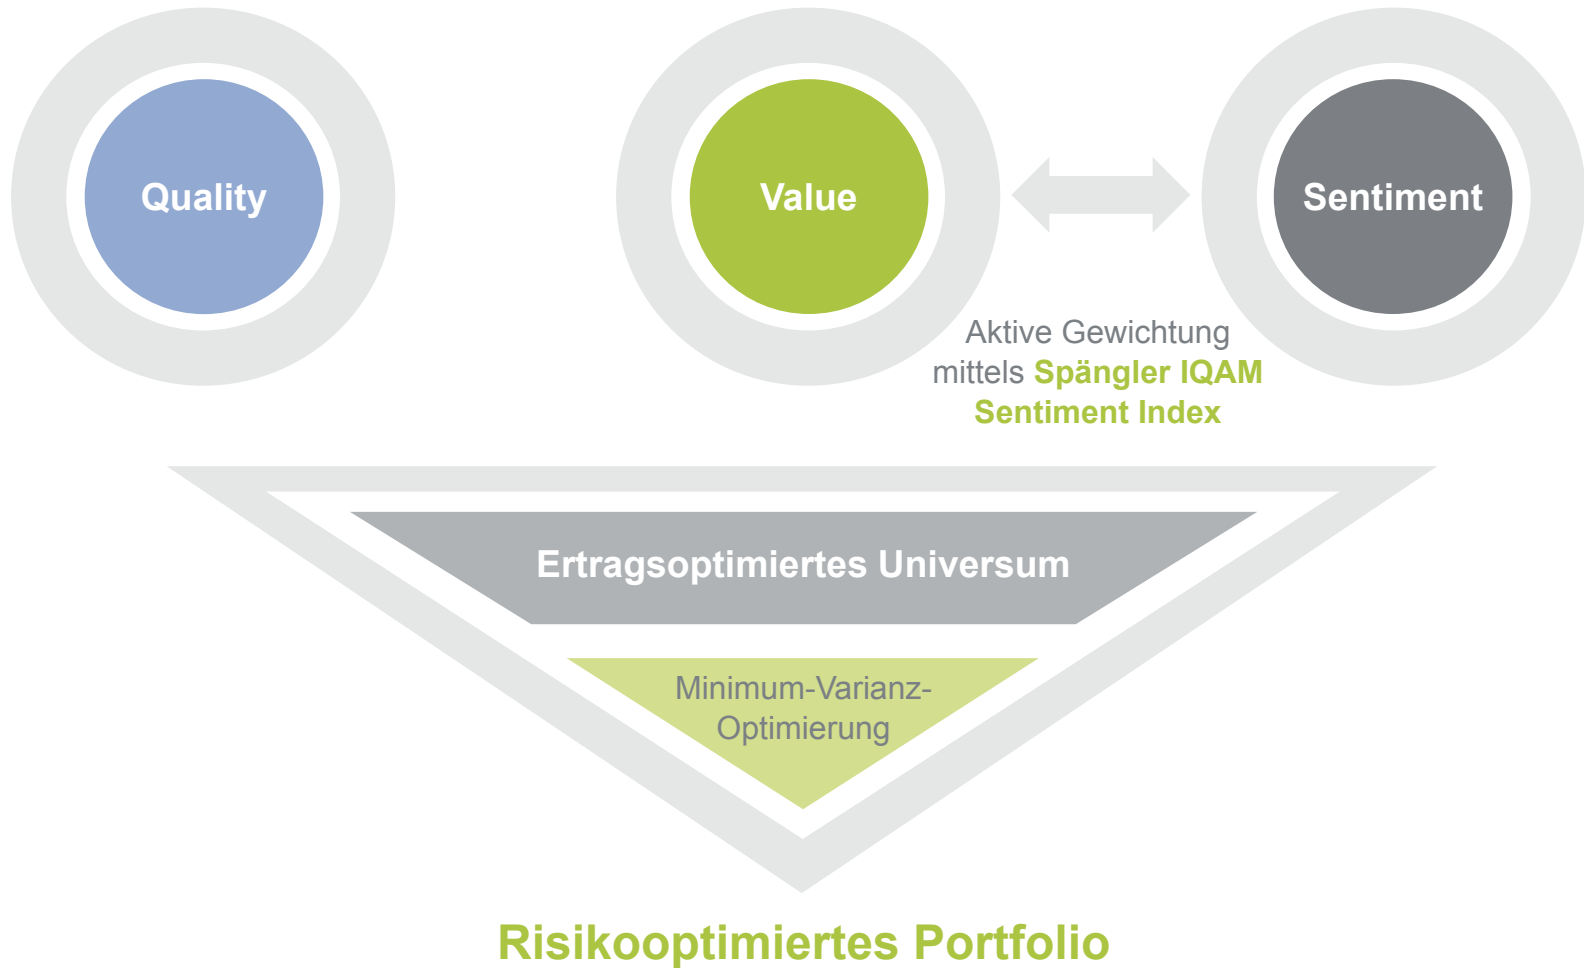 Quality
Value
Sentiment
Aktive Gewichtung
mittels Spängler IQAM
Sentiment Index
Ertragsoptimiertes Universum
Minimum-Varianz-
Optimierung
Risikooptimiertes Portfolio